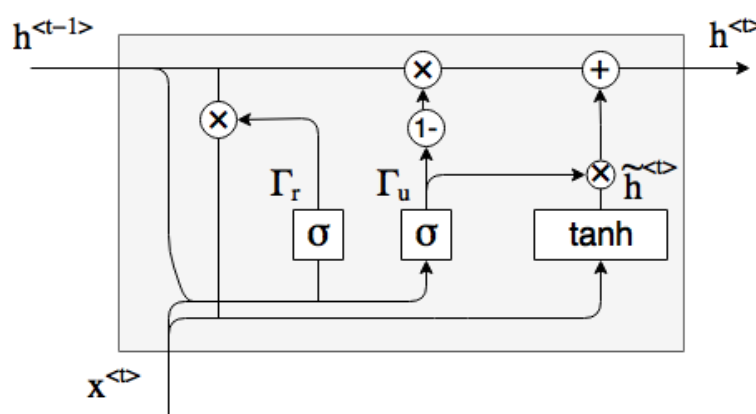 h<t-1> h<t>
× +
× 1-
Γr Γu × h̃<t>
σ σ tanh
x<t>